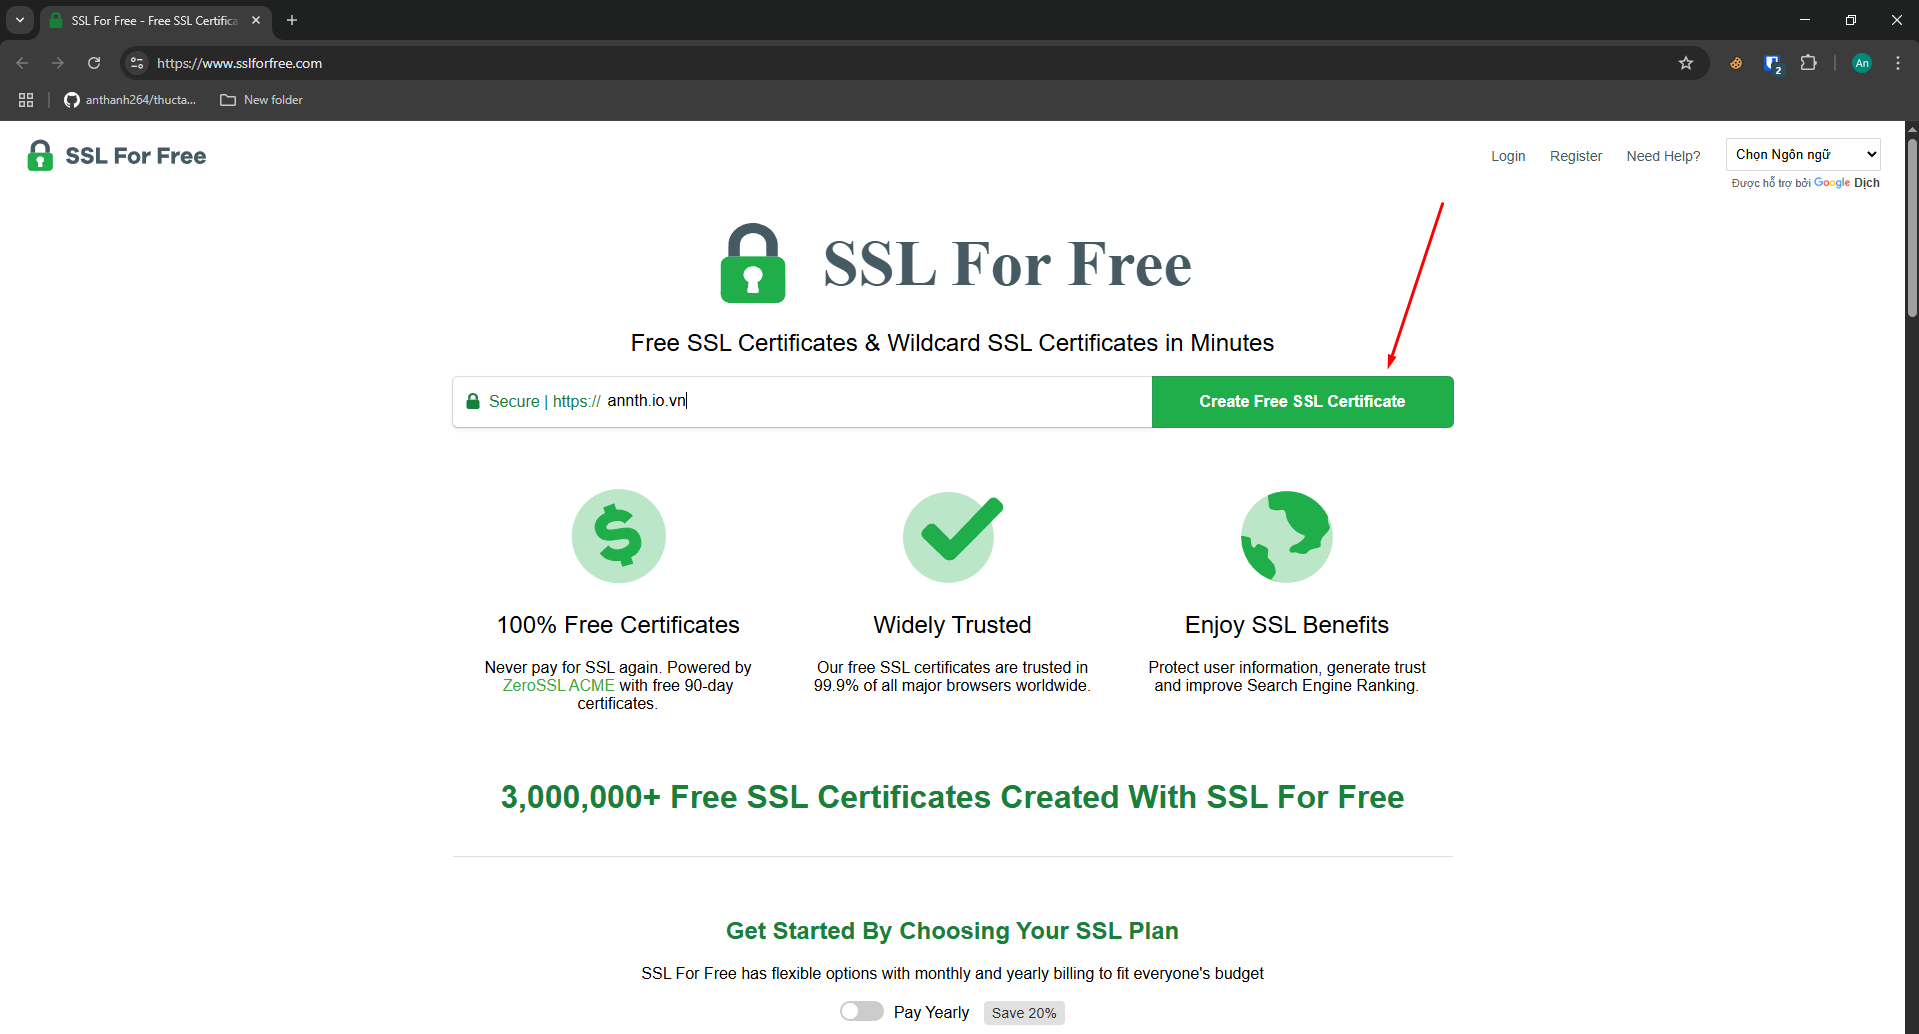 SSL For Free - Free SSL Certifica
https://www.sslforfree.com
2
An
anthanh264/thucta...
New folder
SSL For Free
Login
Register
Need Help?
Chọn Ngôn ngữ
Được hỗ trợ bởi Google Dịch
SSL For Free
Free SSL Certificates & Wildcard SSL Certificates in Minutes
Secure | https:// annth.io.vn
Create Free SSL Certificate
100% Free Certificates
Never pay for SSL again. Powered by
ZeroSSL ACME with free 90-day
certificates.
Widely Trusted
Our free SSL certificates are trusted in
99.9% of all major browsers worldwide.
Enjoy SSL Benefits
Protect user information, generate trust
and improve Search Engine Ranking.
3,000,000+ Free SSL Certificates Created With SSL For Free
Get Started By Choosing Your SSL Plan
SSL For Free has flexible options with monthly and yearly billing to fit everyone's budget
Pay Yearly
Save 20%